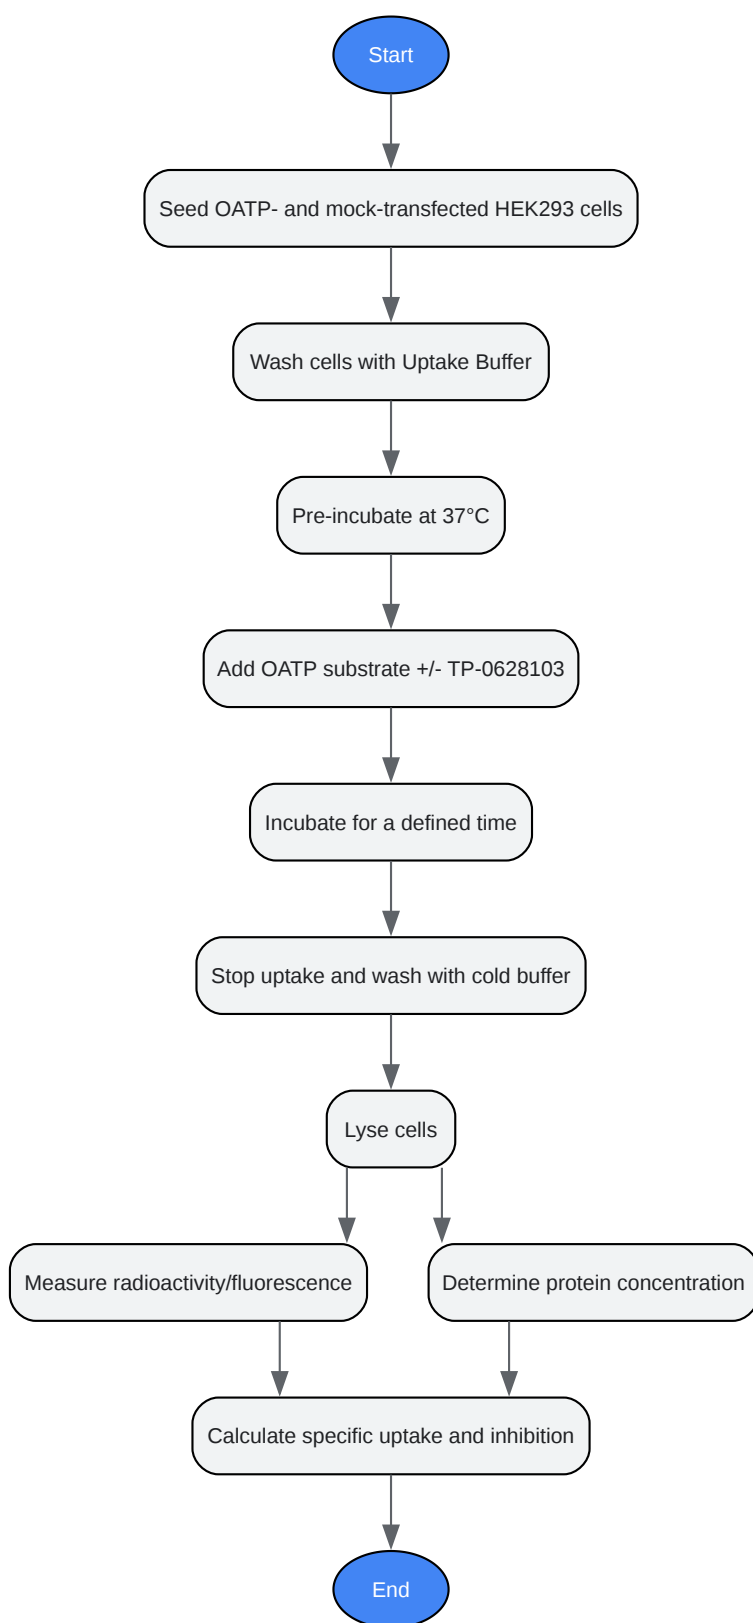 Start
Seed OATP- and mock-transfected HEK293 cells
Wash cells with Uptake Buffer
Pre-incubate at 37°C
Add OATP substrate +/- TP-0628103
Incubate for a defined time
Stop uptake and wash with cold buffer
Lyse cells
Measure radioactivity/fluorescence
Determine protein concentration
Calculate specific uptake and inhibition
End